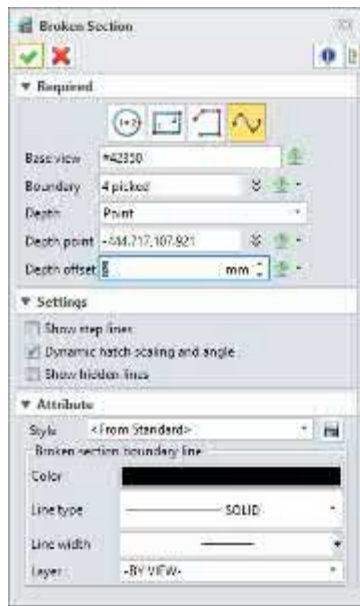 Broken Section
Required
Base view #42350
Boundary 4 picked
Depth Point
Depth point -444.717,107.921
Depth offset mm
Settings
Show step lines
Dynamic hatch scaling and angle
Show hidden lines
Attribute
Style <From Standard>
Broken section boundary line
Color
Line type SOLID
Line width
Layer -BY VIEW-